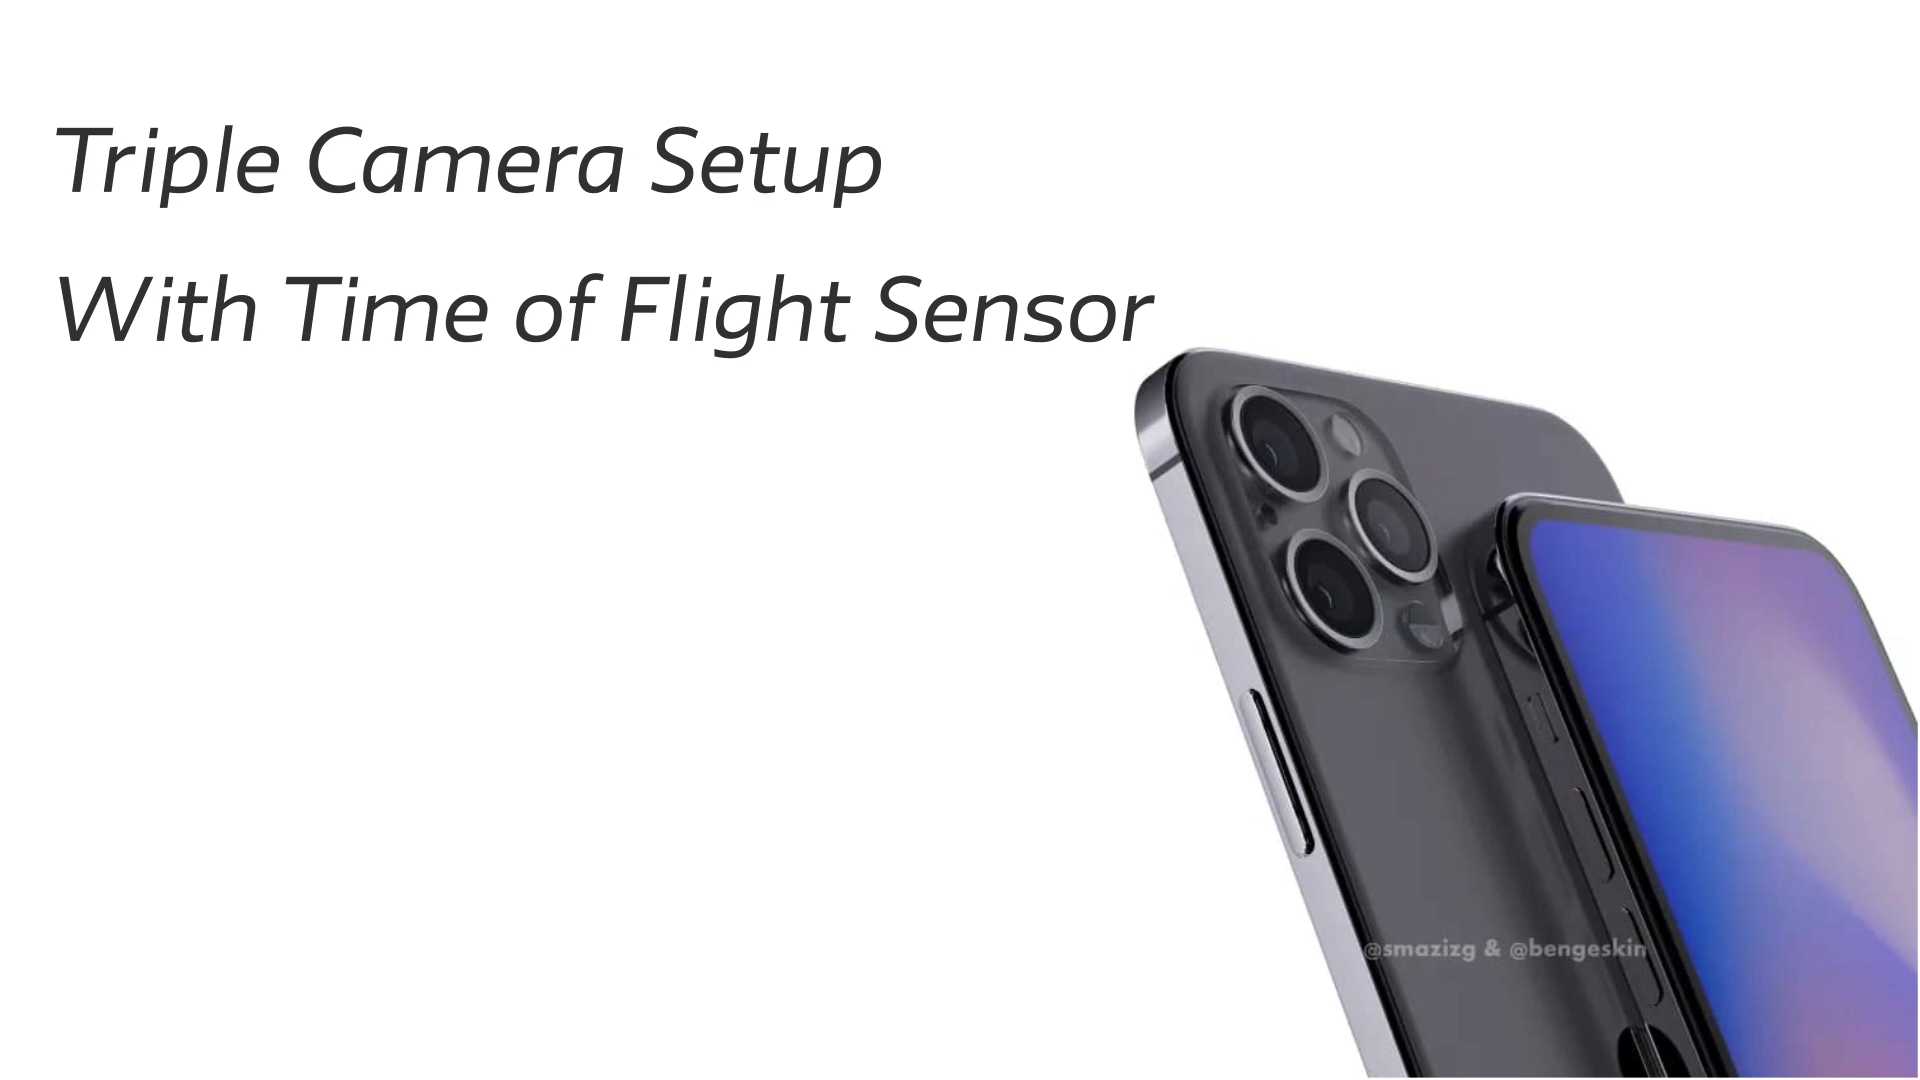 Triple Camera Setup
With Time of Flight Sensor
@smazizg & @bengeskin